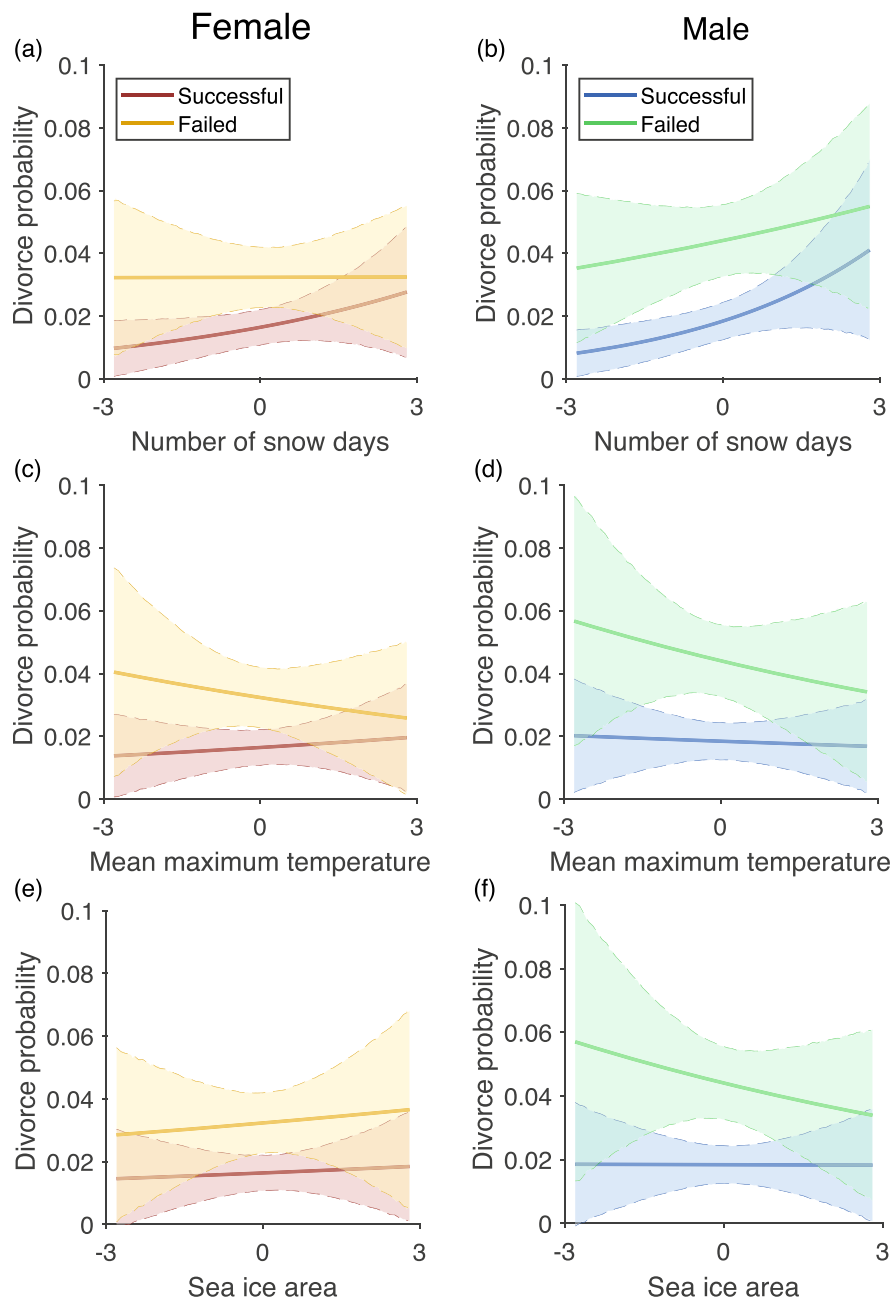 Female
Male
(a)
(b)
0.1
0.08
0.06
0.04
0.02
0
Divorce probability
Successful
Failed
-3
0
3
Number of snow days
0.1
0.08
0.06
0.04
0.02
0
Divorce probability
Successful
Failed
-3
0
3
Number of snow days
(c)
(d)
0.1
0.08
0.06
0.04
0.02
0
Divorce probability
-3
0
3
Mean maximum temperature
0.1
0.08
0.06
0.04
0.02
0
Divorce probability
-3
0
3
Mean maximum temperature
(e)
(f)
0.1
0.08
0.06
0.04
0.02
0
Divorce probability
-3
0
3
Sea ice area
0.1
0.08
0.06
0.04
0.02
0
Divorce probability
-3
0
3
Sea ice area